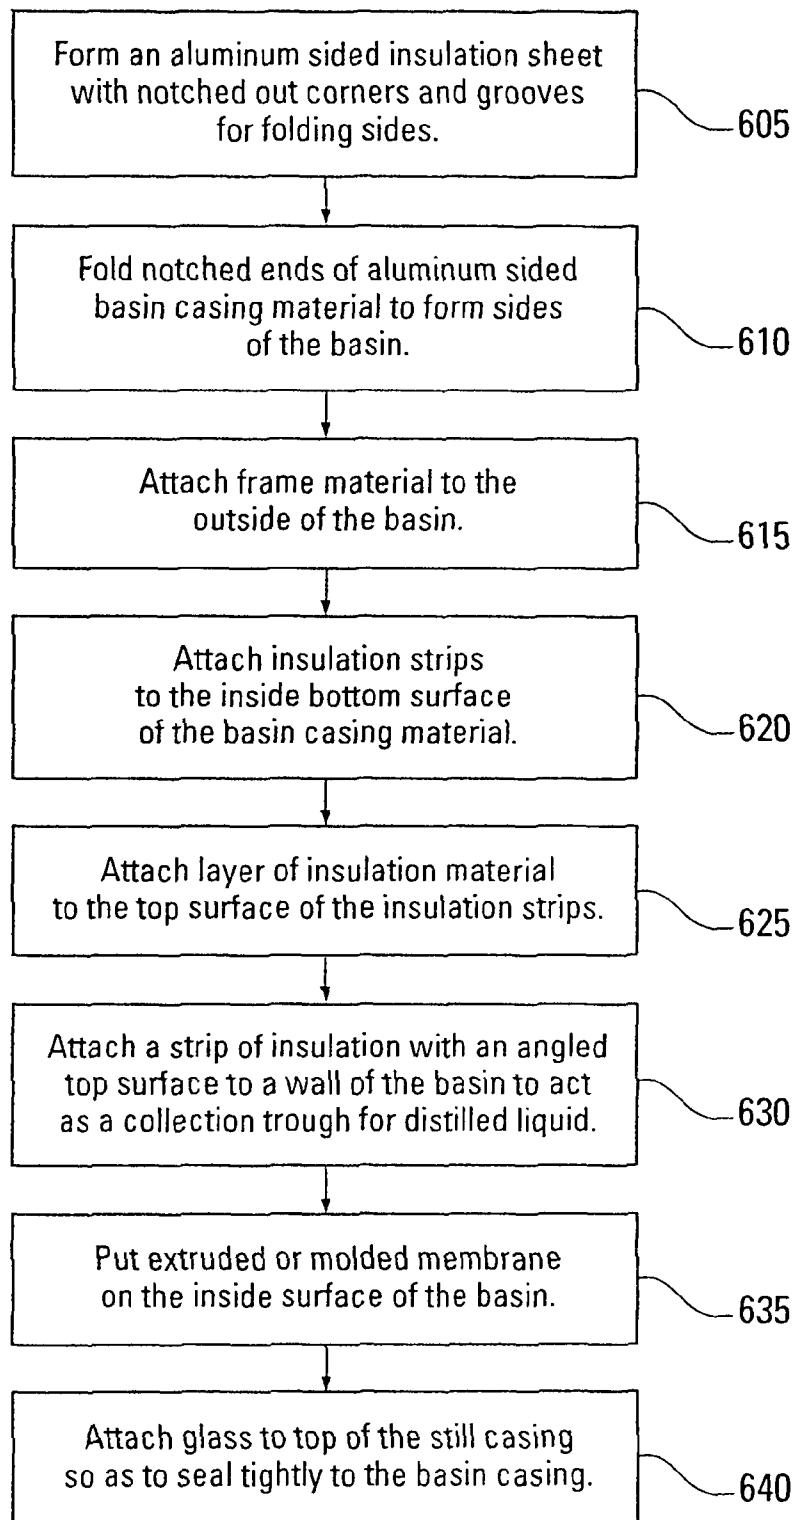 Form an aluminum sided insulation sheet
with notched out corners and grooves
for folding sides.
605
Fold notched ends of aluminum sided
basin casing material to form sides
of the basin.
610
Attach frame material to the
outside of the basin.
615
Attach insulation strips
to the inside bottom surface
of the basin casing material.
620
Attach layer of insulation material
to the top surface of the insulation strips.
625
Attach a strip of insulation with an angled
top surface to a wall of the basin to act
as a collection trough for distilled liquid.
630
Put extruded or molded membrane
on the inside surface of the basin.
635
Attach glass to top of the still casing
so as to seal tightly to the basin casing.
640